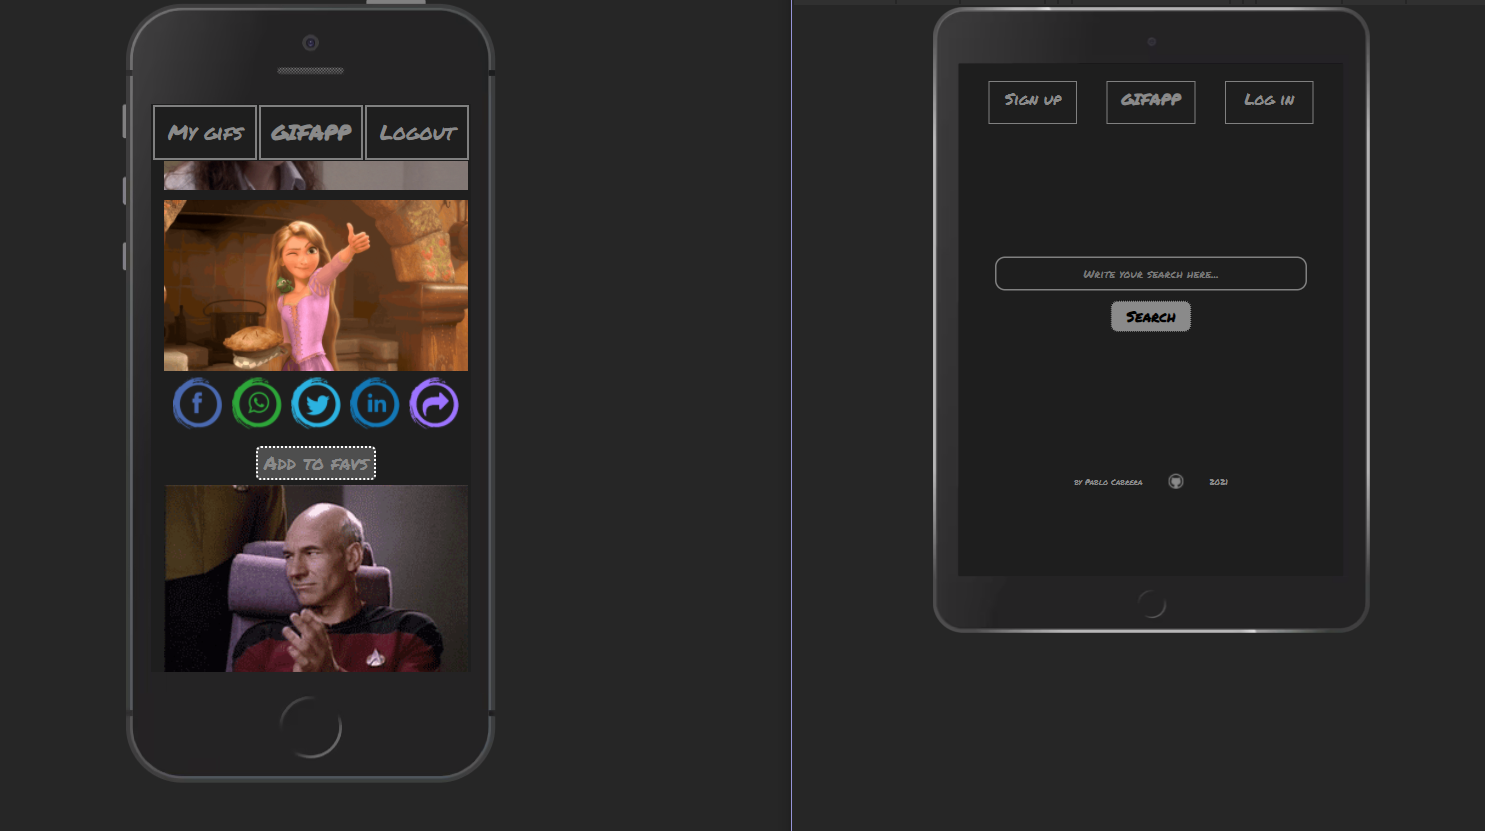 My gifs GIFAPP Logout
Add to favs
Sign up GIFAPP Log in
Write your search here...
Search
by Pablo Cabrera 2021